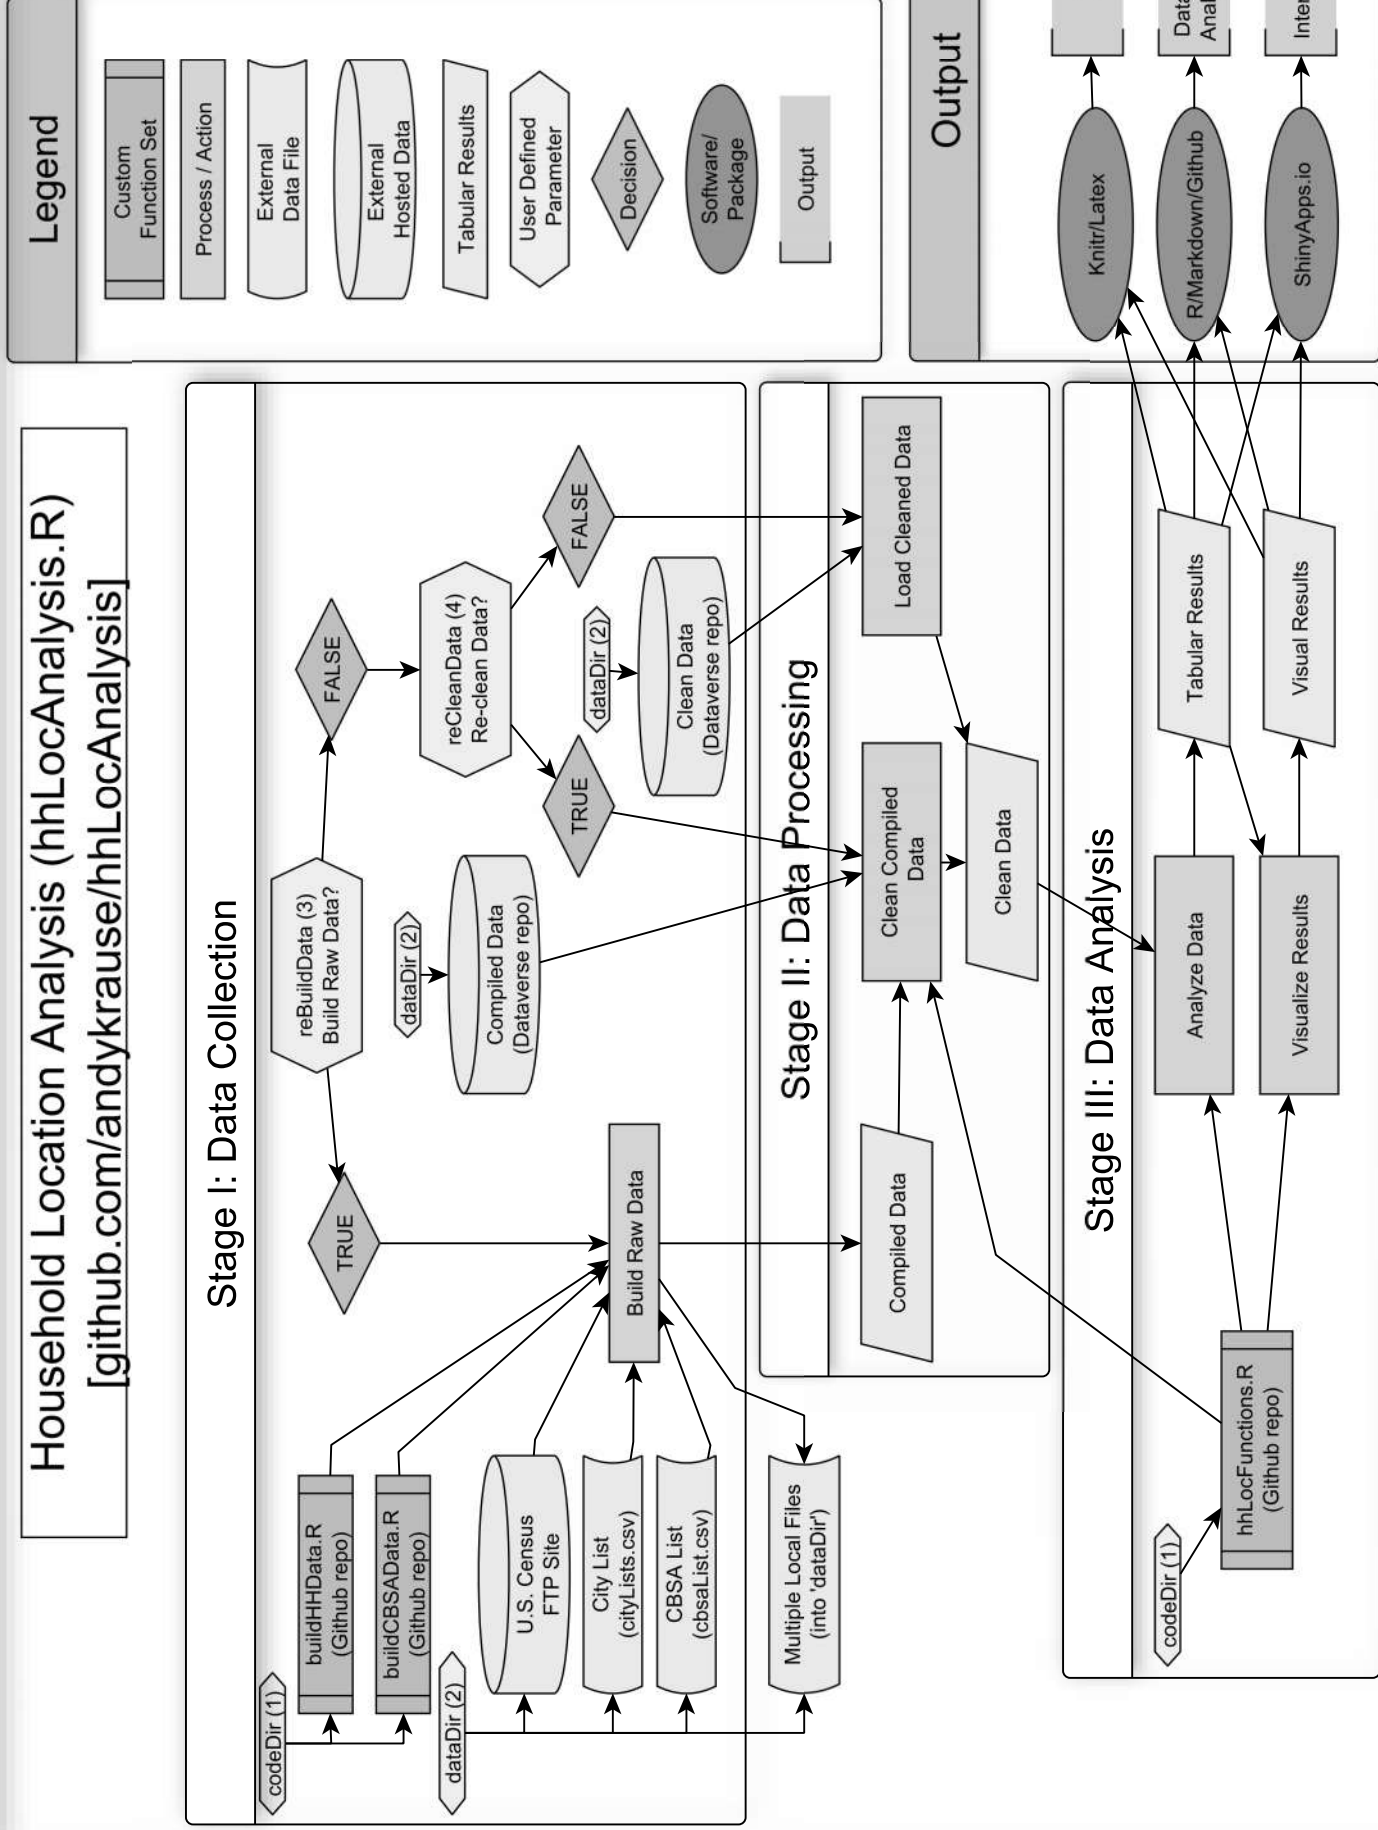 Household Location Analysis (hhLocAnalysis.R)
[github.com/andykrause/hhLocAnalysis]
Legend
Custom
Function Set
Process / Action
External
Data File
External
Hosted Data
Tabular Results
User Defined
Parameter
Decision
Software/
Package
Output
Stage I: Data Collection
codeDir (1)
buildHHData.R
(Github repo)
buildCBSAData.R
(Github repo)
dataDir (2)
U.S. Census
FTP Site
City List
(cityLists.csv)
CBSA List
(cbsaList.csv)
Multiple Local Files
(into 'dataDir')
TRUE
reBuildData (3)
Build Raw Data?
FALSE
Build Raw Data
dataDir (2)
Compiled Data
(Dataverse repo)
reCleanData (4)
Re-clean Data?
TRUE
FALSE
dataDir (2)
Clean Data
(Dataverse repo)
Stage II: Data Processing
Compiled Data
Clean Compiled
Data
Load Cleaned Data
Clean Data
Stage III: Data Analysis
codeDir (1)
hhLocFunctions.R
(Github repo)
Analyze Data
Visualize Results
Tabular Results
Visual Results
Output
Knitr/Latex
R/Markdown/Github
ShinyApps.io
Data